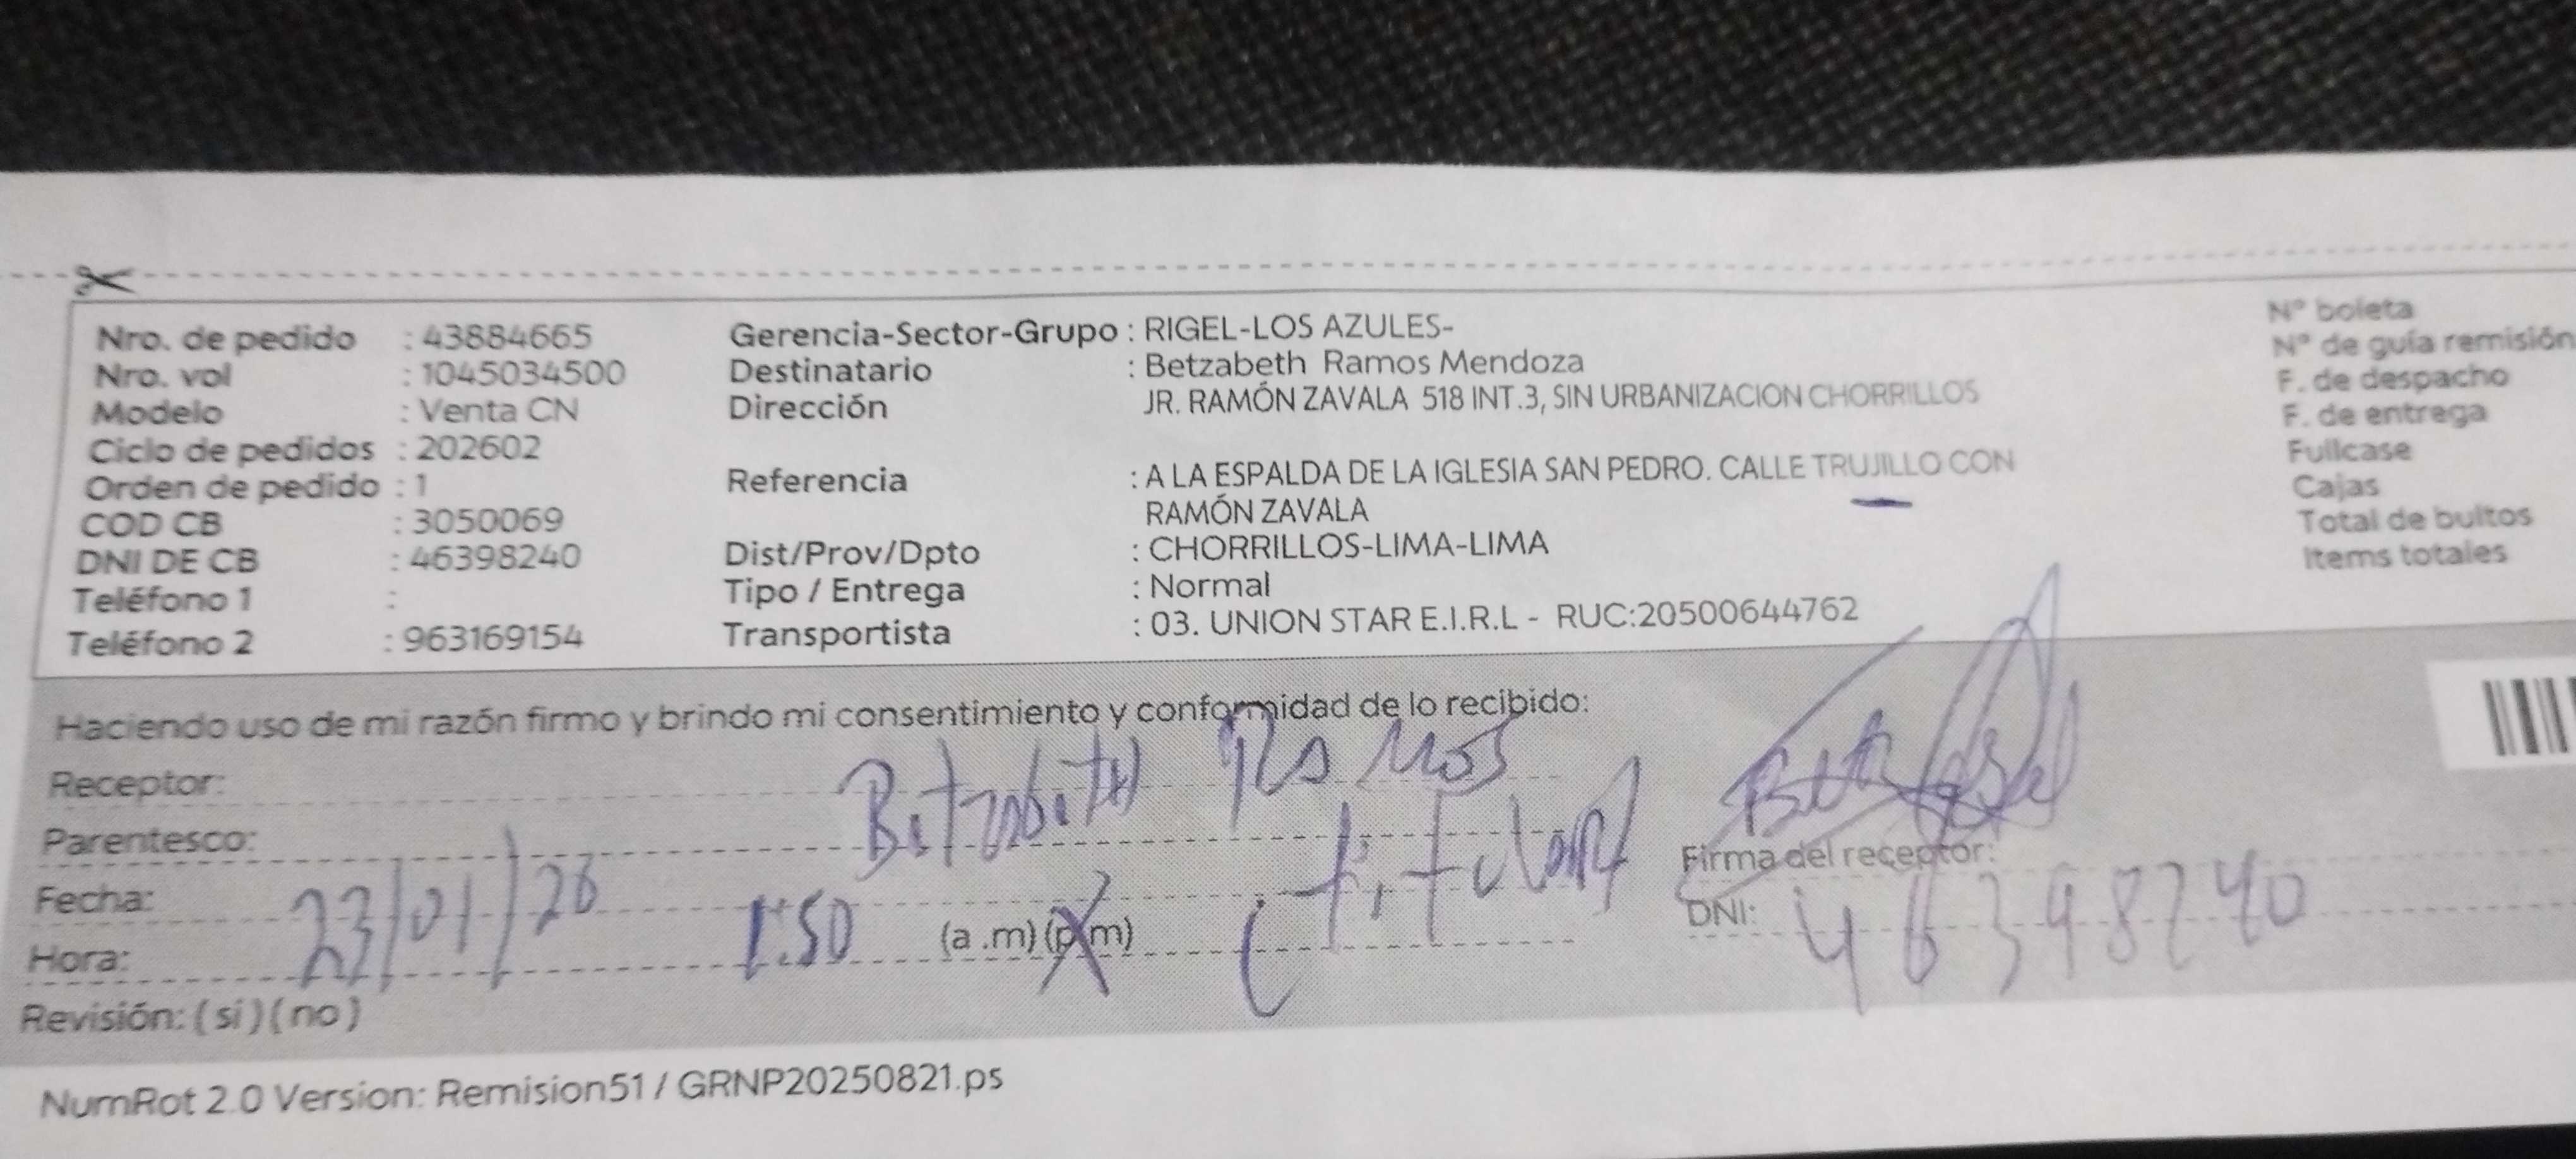 Nro. de pedido : 43884665 Gerencia-Sector-Grupo : RIGEL-LOS AZULES- N° boleta
Nro. vol : 1045034500 Destinatario : Betzabeth Ramos Mendoza N° de guía remisión
Modelo : Venta CN Dirección JR. RAMÓN ZAVALA 518 INT.3, SIN URBANIZACION CHORRILLOS F. de despacho
Ciclo de pedidos : 202602 F. de entrega
Orden de pedido : 1 Referencia : A LA ESPALDA DE LA IGLESIA SAN PEDRO. CALLE TRUJILLO CON Fullcase
COD CB : 3050069 RAMÓN ZAVALA Cajas
DNI DE CB : 46398240 Dist/Prov/Dpto : CHORRILLOS-LIMA-LIMA Total de bultos
Teléfono 1 : Tipo / Entrega : Normal Items totales
Teléfono 2 : 963169154 Transportista : 03. UNION STAR E.I.R.L - RUC:20500644762
Haciendo uso de mi razón firmo y brindo mi consentimiento y conformidad de lo recibido:
Receptor: Betzabeth Ramos
Parentesco: (titular)
Firma del receptor:
Fecha: 23/01/26
DNI: 46398240
Hora: 1:50 (a .m) (p.m)
Revisión: ( si ) ( no )
NumRot 2.0 Version: Remision51 / GRNP20250821.ps